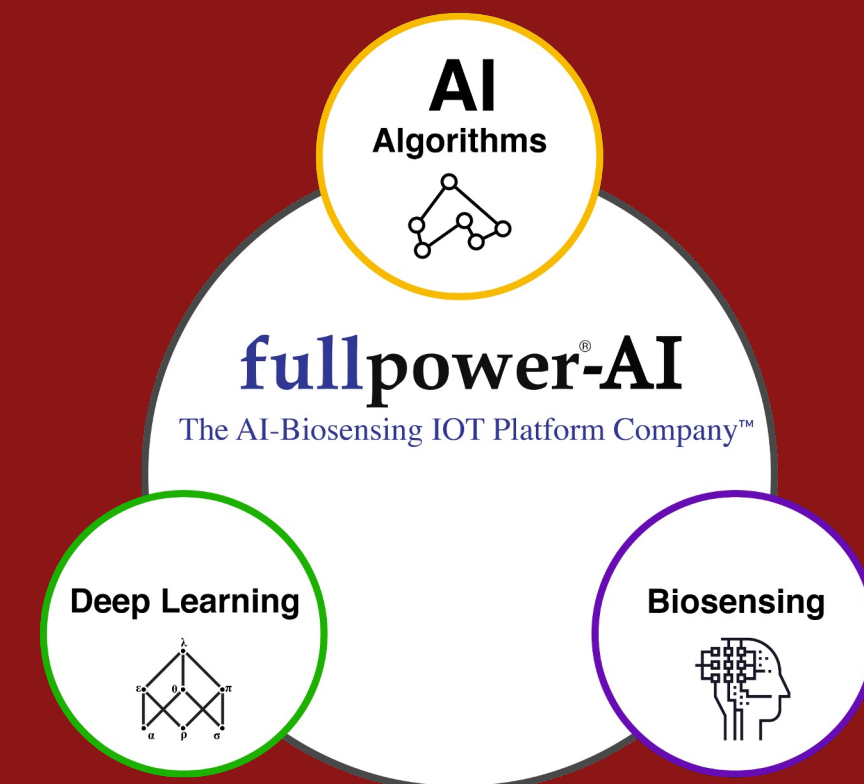 AI
Algorithms
fullpower®-AI
The AI-Biosensing IOT Platform Company™
Deep Learning
λ
ε θ π
α ρ σ
Biosensing